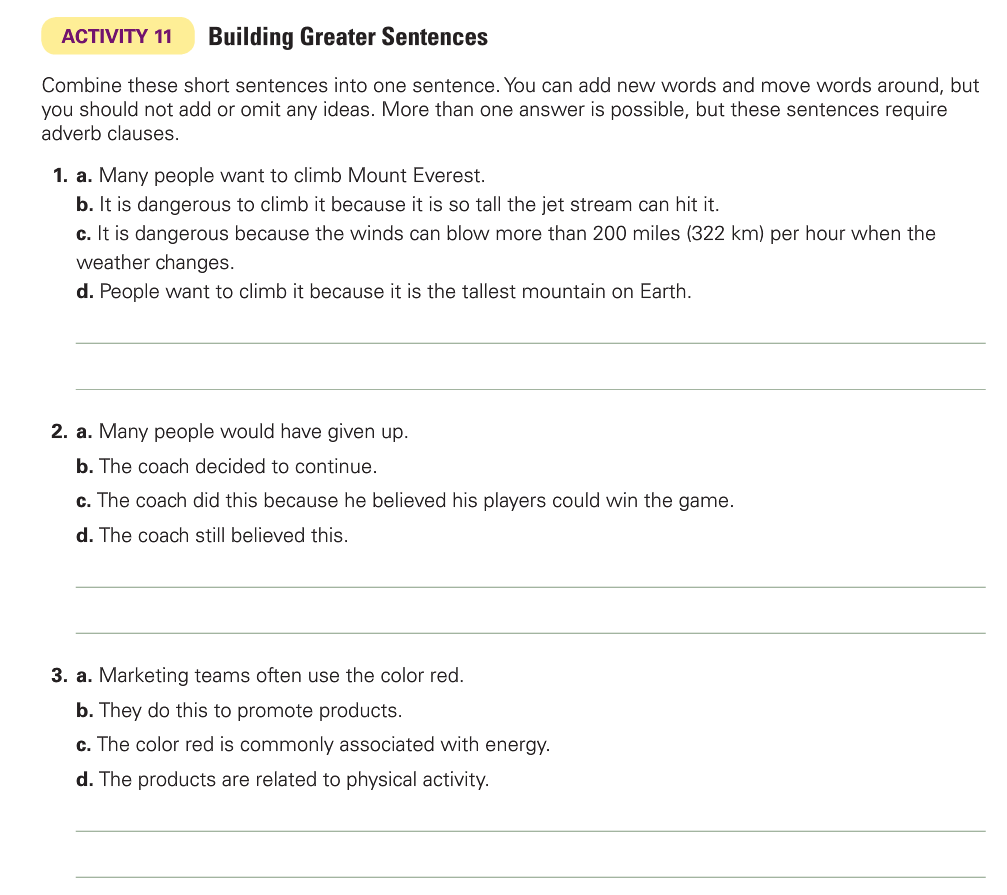 ACTIVITY 11 Building Greater Sentences
Combine these short sentences into one sentence. You can add new words and move words around, but
you should not add or omit any ideas. More than one answer is possible, but these sentences require
adverb clauses.
1. a. Many people want to climb Mount Everest.
b. It is dangerous to climb it because it is so tall the jet stream can hit it.
c. It is dangerous because the winds can blow more than 200 miles (322 km) per hour when the
weather changes.
d. People want to climb it because it is the tallest mountain on Earth.
2. a. Many people would have given up.
b. The coach decided to continue.
c. The coach did this because he believed his players could win the game.
d. The coach still believed this.
3. a. Marketing teams often use the color red.
b. They do this to promote products.
c. The color red is commonly associated with energy.
d. The products are related to physical activity.